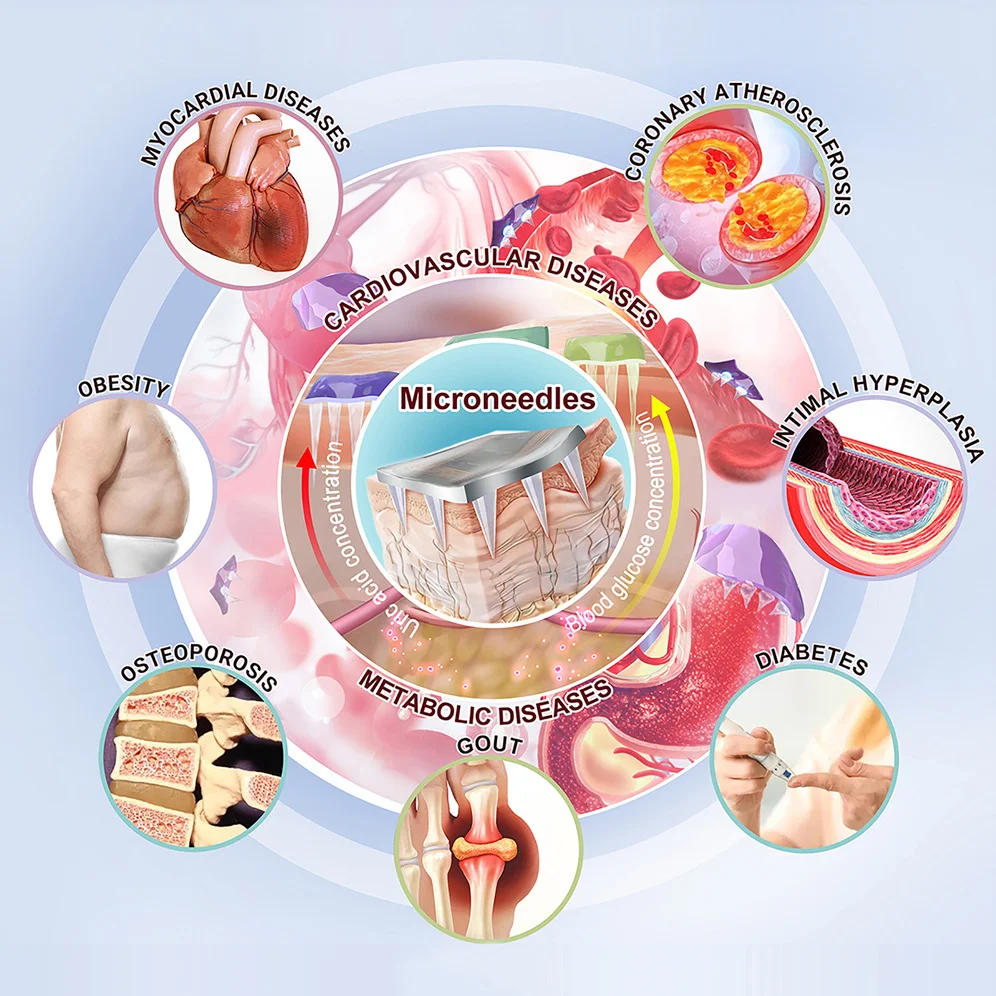 MYOCARDIAL DISEASES
CORONARY ATHEROSCLEROSIS
CARDIOVASCULAR DISEASES
OBESITY
Microneedles
INTIMAL HYPERPLASIA
Uric acid concentration
Blood glucose concentration
OSTEOPOROSIS
METABOLIC DISEASES
DIABETES
GOUT